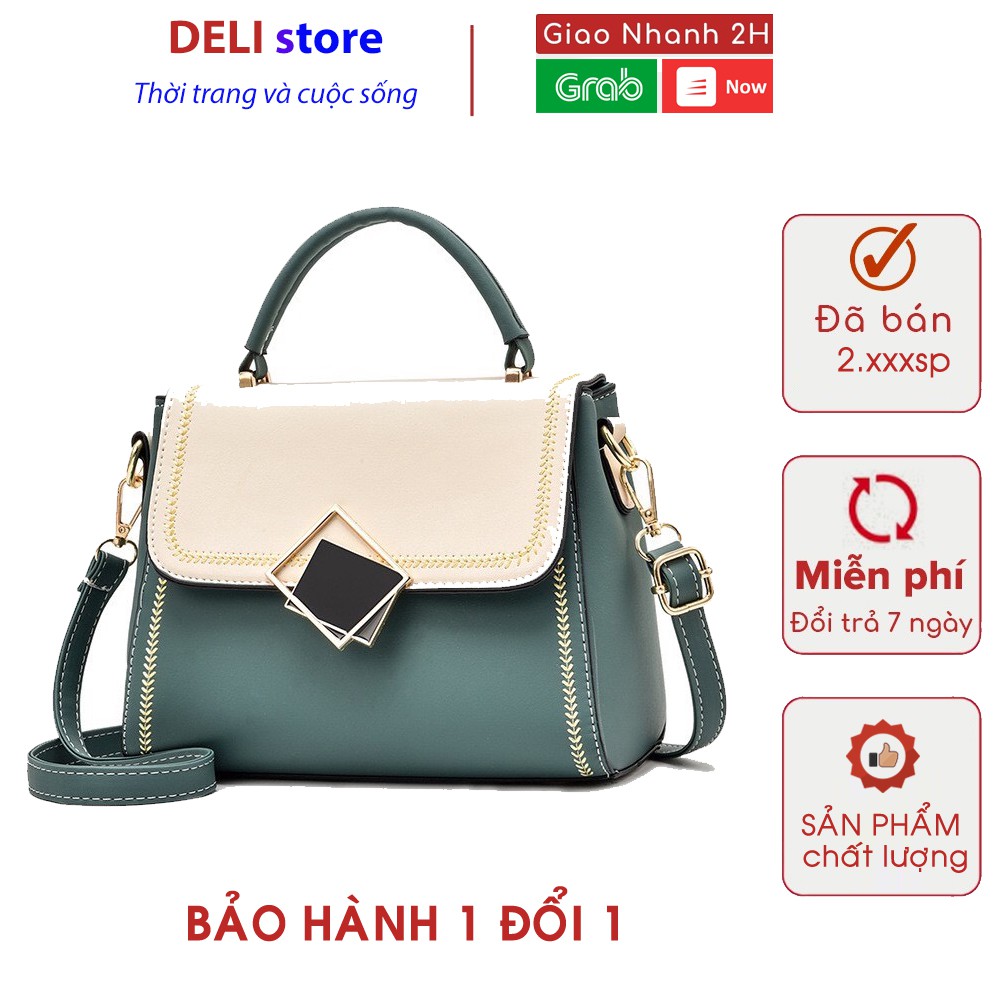 DELI store
Thời trang và cuộc sống
Giao Nhanh 2H
Grab
Now
Đã bán
2.xxxsp
Miễn phí
Đổi trả 7 ngày
SẢN PHẨM
chất lượng
BẢO HÀNH 1 ĐỔI 1